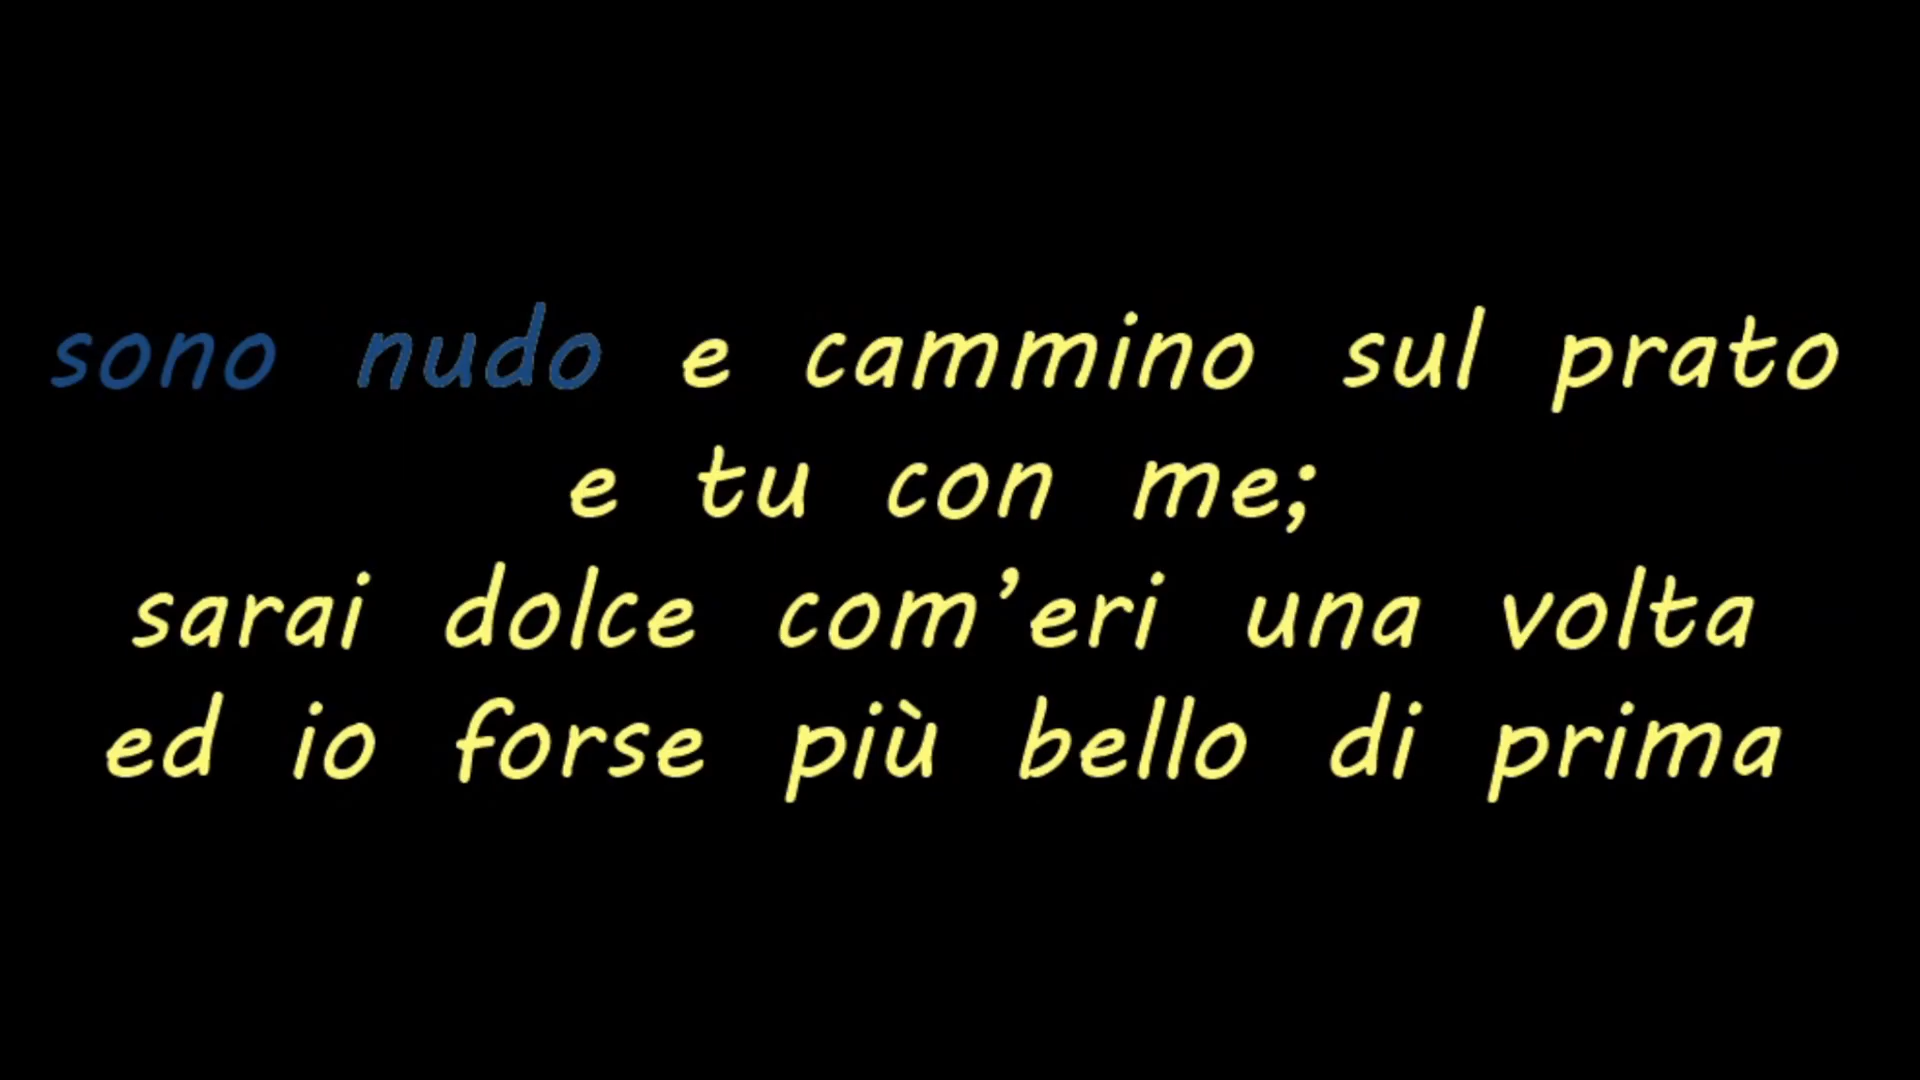 sono nudo e cammino sul prato
e tu con me;
sarai dolce com’eri una volta
ed io forse più bello di prima